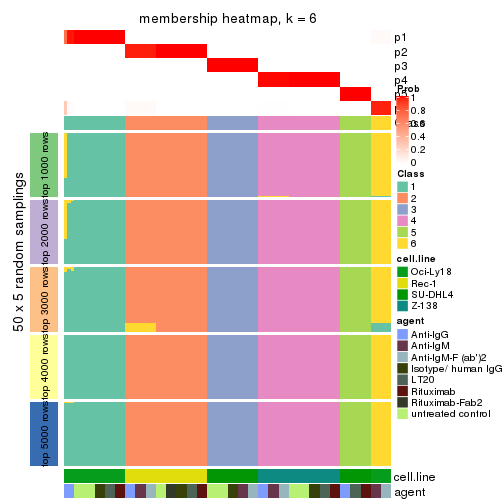 membership heatmap, k = 6
p1
p2
p3
p4
Prob
1
0.8
0.6
0.4
0.2
0
Class
1
2
3
4
5
6
cell.line
Oci-Ly18
Rec-1
SU-DHL4
Z-138
agent
Anti-IgG
Anti-IgM
Anti-IgM-F (ab')2
Isotype/ human IgG
LT20
Rituximab
Rituximab-Fab2
untreated control
50 x 5 random samplings
top 1000 rows
top 2000 rows
top 3000 rows
top 4000 rows
top 5000 rows
cell.line
agent